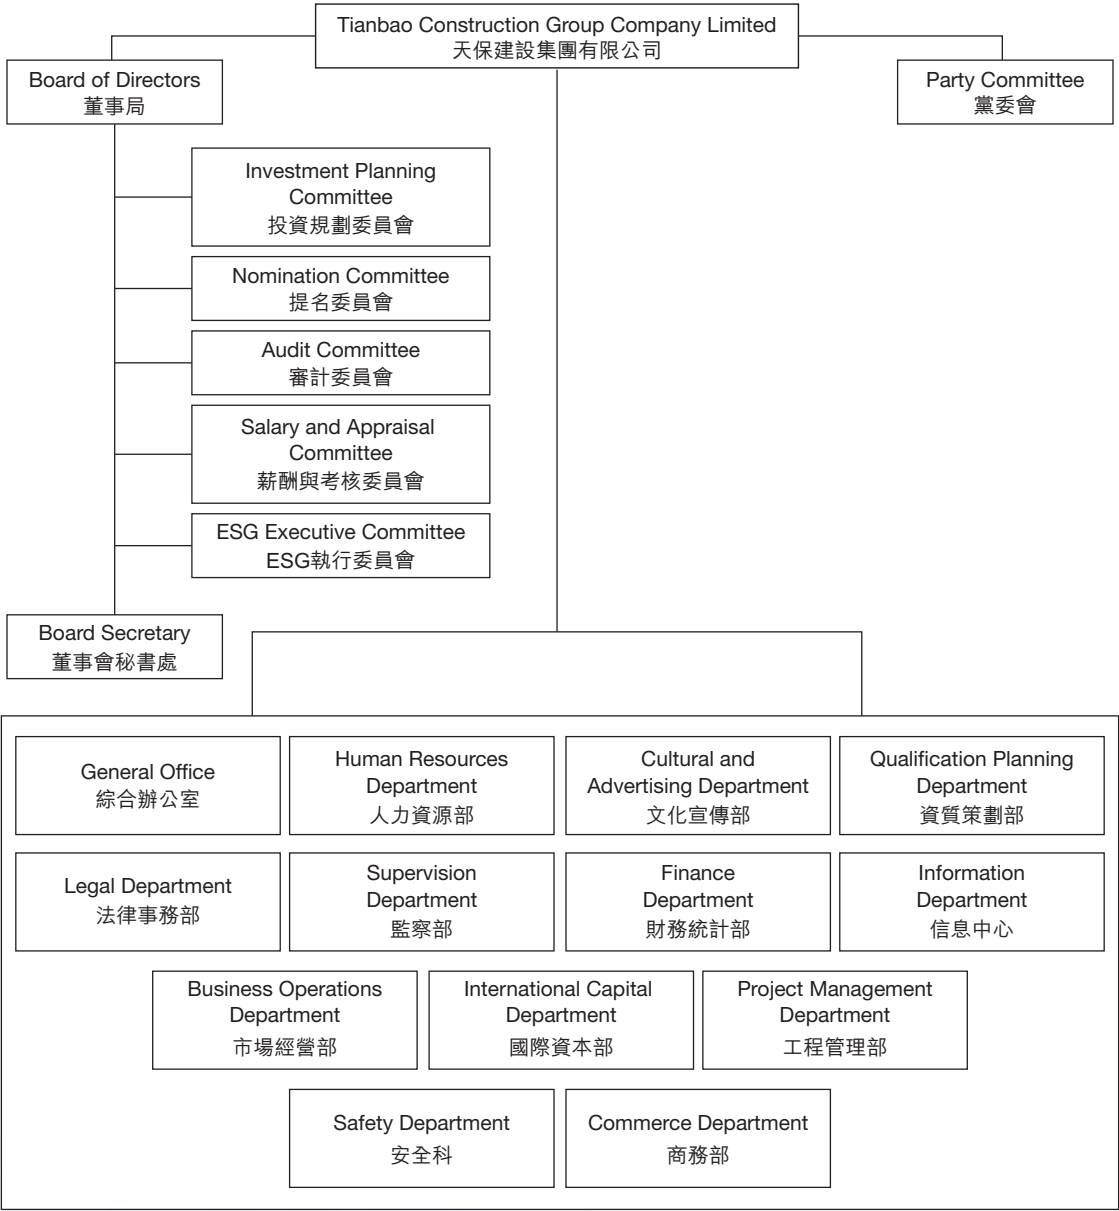 Tianbao Construction Group Company Limited
天保建設集團有限公司
Board of Directors
董事局
Party Committee
黨委會
Investment Planning
Committee
投資規劃委員會
Nomination Committee
提名委員會
Audit Committee
審計委員會
Salary and Appraisal
Committee
薪酬與考核委員會
ESG Executive Committee
ESG執行委員會
Board Secretary
董事會秘書處
General Office
綜合辦公室
Human Resources
Department
人力資源部
Cultural and
Advertising Department
文化宣傳部
Qualification Planning
Department
資質策劃部
Legal Department
法律事務部
Supervision
Department
監察部
Finance
Department
財務統計部
Information
Department
信息中心
Business Operations
Department
市場經營部
International Capital
Department
國際資本部
Project Management
Department
工程管理部
Safety Department
安全科
Commerce Department
商務部